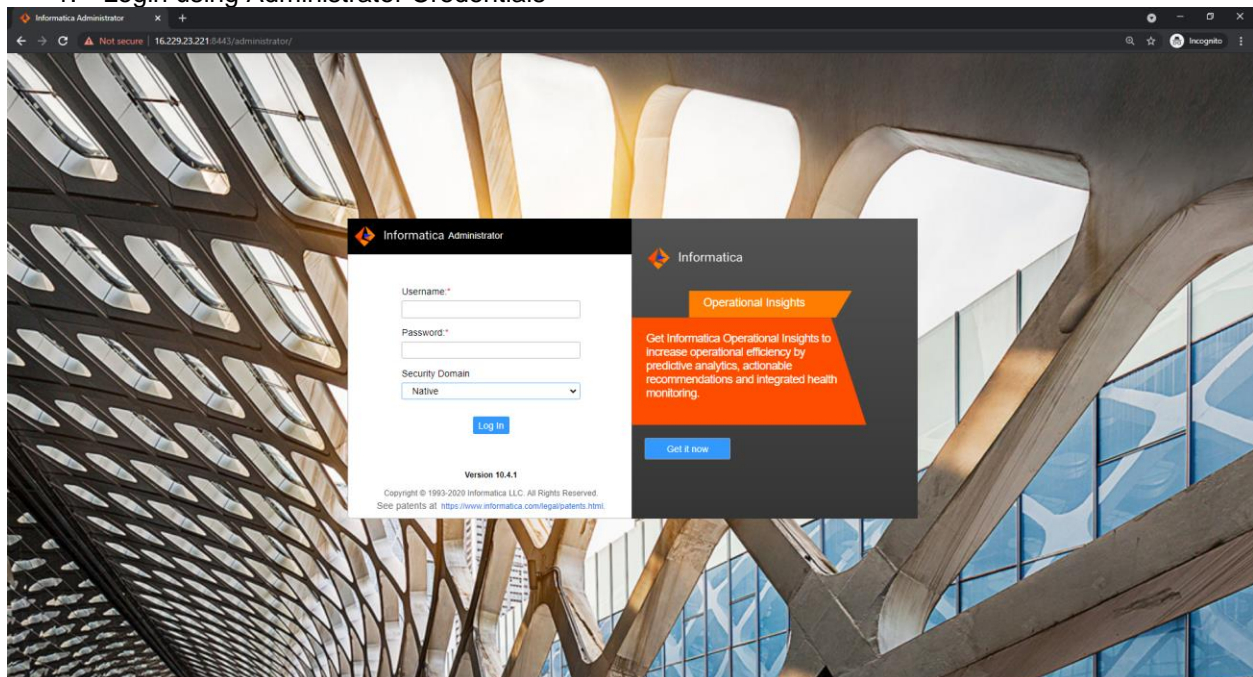 1. Login using Administrator Credentials
Informatica Administrator
Not secure | 16.229.23.221:8443/administrator/
Incognito
Informatica Administrator
Informatica
Username:*
Operational Insights
Password:*
Get Informatica Operational Insights to
increase operational efficiency by
predictive analytics, actionable
recommendations and integrated health
monitoring.
Security Domain
Native
Log In
Get it now
Version 10.4.1
Copyright © 1993-2020 Informatica LLC. All Rights Reserved.
See patents at https://www.informatica.com/legal/patents.html.